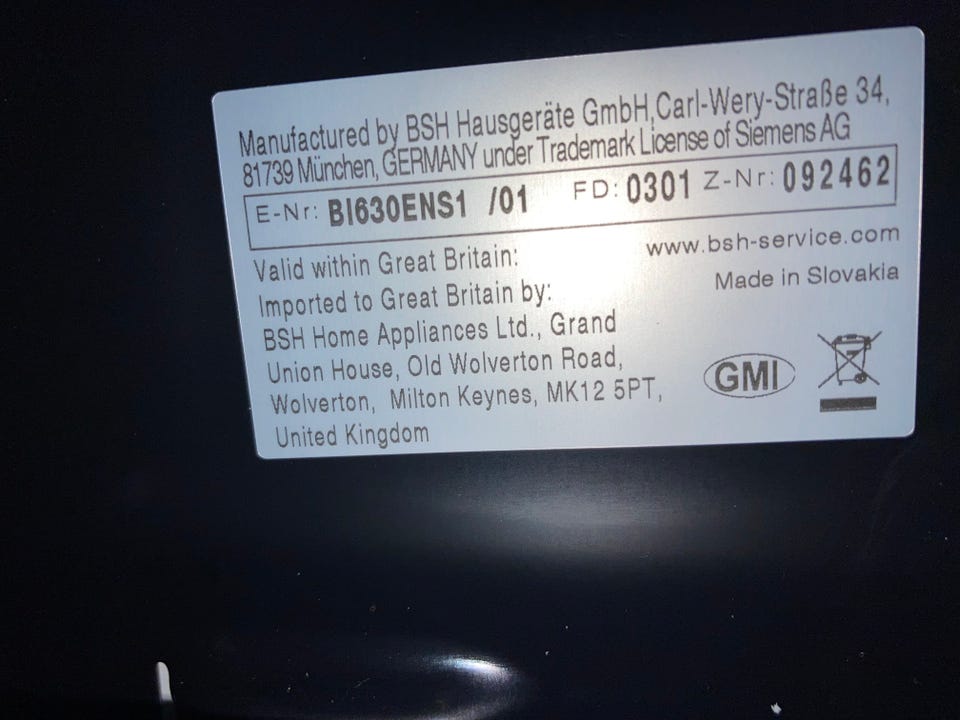 Manufactured by BSH Hausgeräte GmbH,Carl-Wery-Straße 34,
81739 München, GERMANY under Trademark License of Siemens AG
E-Nr: BI630ENS1 /01 FD: 0301 Z-Nr: 092462
www.bsh-service.com
Made in Slovakia
Valid within Great Britain:
Imported to Great Britain by:
BSH Home Appliances Ltd., Grand
Union House, Old Wolverton Road,
Wolverton, Milton Keynes, MK12 5PT,
United Kingdom
GMI